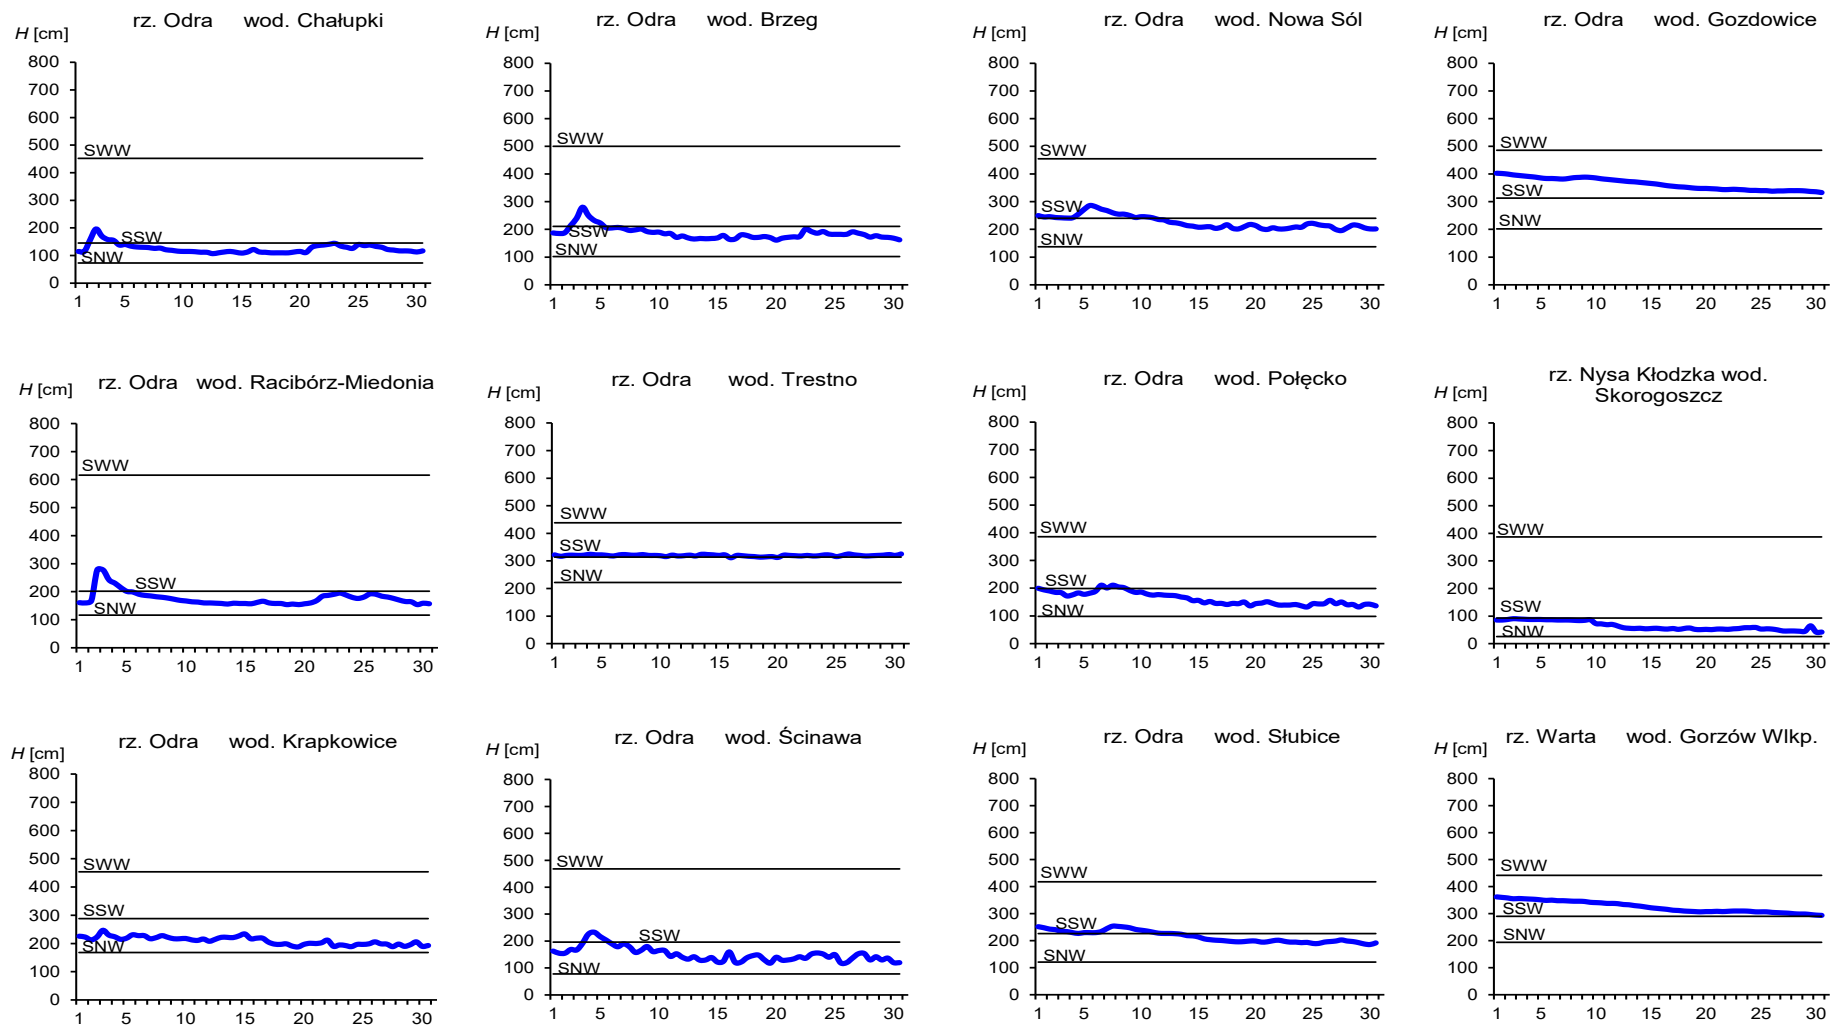 rz. Odra wod. Chałupki
H [cm]
800
700
600
500
400
300
200
100
0
SWW
SSW
SNW
1 5 10 15 20 25 30
rz. Odra wod. Brzeg
H [cm]
800
700
600
500
400
300
200
100
0
SWW
SSW
SNW
1 5 10 15 20 25 30
rz. Odra wod. Nowa Sól
H [cm]
800
700
600
500
400
300
200
100
0
SWW
SSW
SNW
1 5 10 15 20 25 30
rz. Odra wod. Gozdowice
H [cm]
800
700
600
500
400
300
200
100
0
SWW
SSW
SNW
1 5 10 15 20 25 30
rz. Odra wod. Racibórz-Miedonia
H [cm]
800
700
600
500
400
300
200
100
0
SWW
SSW
SNW
1 5 10 15 20 25 30
rz. Odra wod. Trestno
H [cm]
800
700
600
500
400
300
200
100
0
SWW
SSW
SNW
1 5 10 15 20 25 30
rz. Odra wod. Połęcko
H [cm]
800
700
600
500
400
300
200
100
0
SWW
SSW
SNW
1 5 10 15 20 25 30
rz. Nysa Kłodzka wod.
Skorogoszcz
H [cm]
800
700
600
500
400
300
200
100
0
SWW
SSW
SNW
1 5 10 15 20 25 30
rz. Odra wod. Krapkowice
H [cm]
800
700
600
500
400
300
200
100
0
SWW
SSW
SNW
1 5 10 15 20 25 30
rz. Odra wod. Ścinawa
H [cm]
800
700
600
500
400
300
200
100
0
SWW
SSW
SNW
1 5 10 15 20 25 30
rz. Odra wod. Słubice
H [cm]
800
700
600
500
400
300
200
100
0
SWW
SSW
SNW
1 5 10 15 20 25 30
rz. Warta wod. Gorzów Wlkp.
H [cm]
800
700
600
500
400
300
200
100
0
SWW
SSW
SNW
1 5 10 15 20 25 30